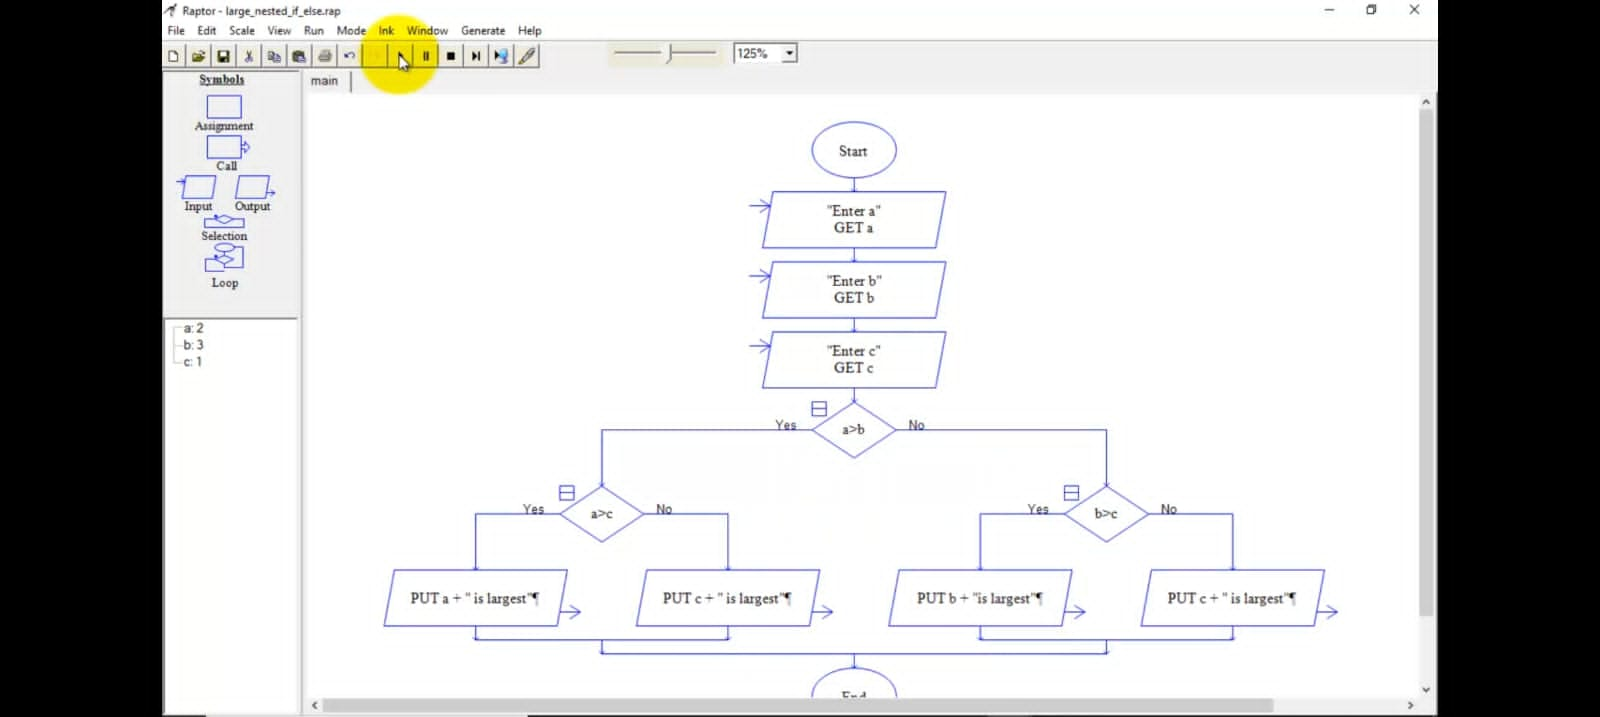 Raptor - large_nested_if_else.rap
File Edit Scale View Run Mode Ink Window Generate Help
125%
Symbols
main
Assignment
Call
Input Output
Selection
Loop
a: 2
b: 3
c: 1
Start
"Enter a"
GET a
"Enter b"
GET b
"Enter c"
GET c
Yes a>b No
Yes a>c No
Yes b>c No
PUT a + " is largest"¶
PUT c + " is largest"¶
PUT b + "is largest"¶
PUT c + " is largest"¶
End